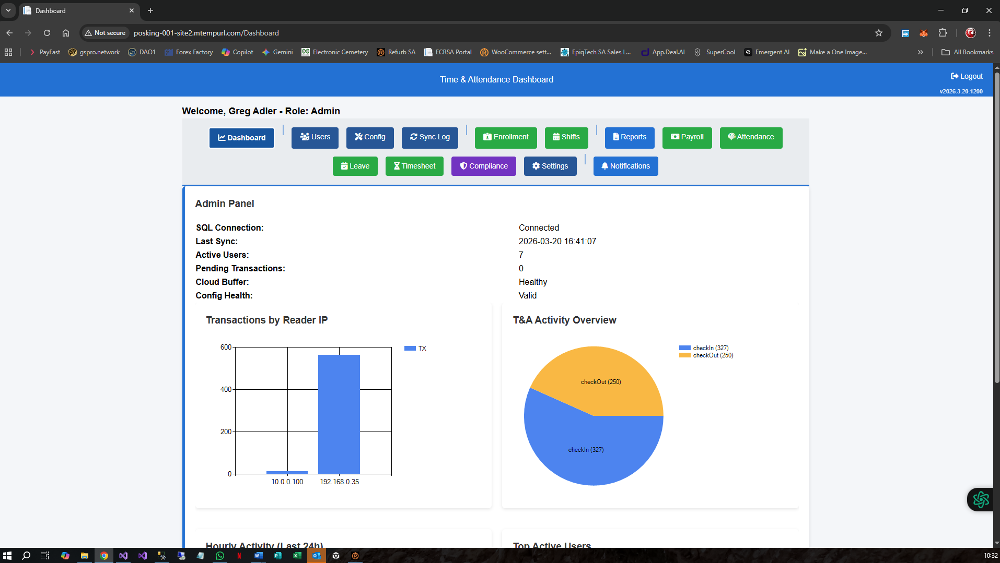 Dashboard
Not secure
posking-001-site2.mtempurl.com/Dashboard
PayFast
gspro.network
DAO1
Forex Factory
Copilot
Gemini
Electronic Cemetery
Refurb SA
ECRSA Portal
WooCommerce sett...
EpiqTech SA Sales L...
App.Deal.AI
SuperCool
Emergent AI
Make a One Image...
All Bookmarks
Time & Attendance Dashboard
Logout
v2026.3.20.1200
Welcome, Greg Adler - Role: Admin
Dashboard
Users
Config
Sync Log
Enrollment
Shifts
Reports
Payroll
Attendance
Leave
Timesheet
Compliance
Settings
Notifications
Admin Panel
SQL Connection: Connected
Last Sync: 2026-03-20 16:41:07
Active Users: 7
Pending Transactions: 0
Cloud Buffer: Healthy
Config Health: Valid
Transactions by Reader IP
600
400
200
0
10.0.0.100
192.168.0.35
TX
T&A Activity Overview
checkIn (327)
checkOut (250)
checkOut (250)
checkIn (327)
Hourly Activity (Last 24h)
Top Active Users
10:32